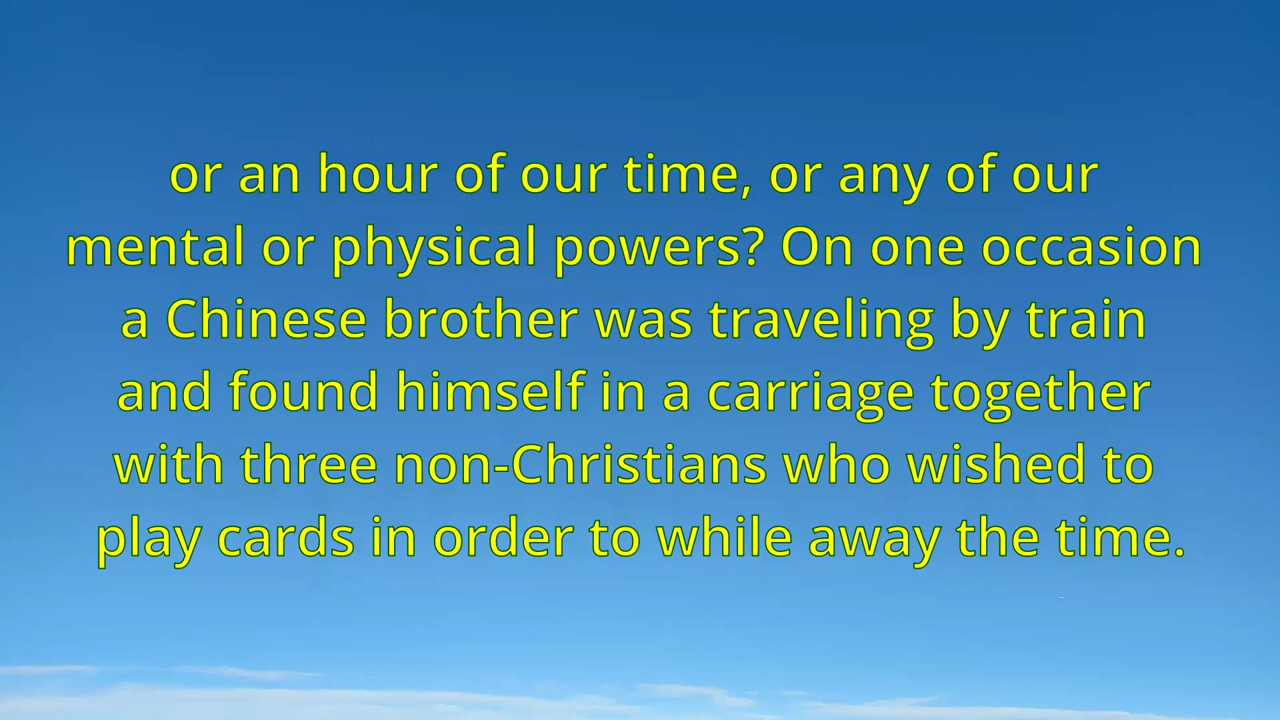 or an hour of our time, or any of our
mental or physical powers? On one occasion
a Chinese brother was traveling by train
and found himself in a carriage together
with three non-Christians who wished to
play cards in order to while away the time.